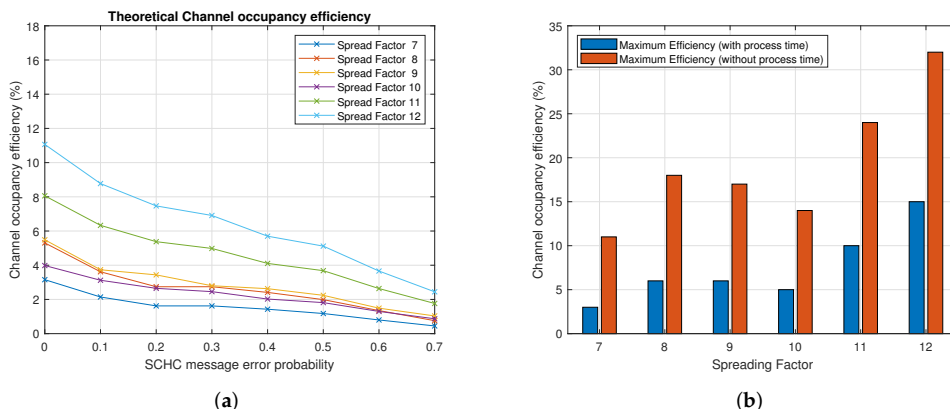 Theoretical Channel occupancy efficiency
Channel occupancy efficiency (%)
18
16
14
12
10
8
6
4
2
0
Spread Factor 7
Spread Factor 8
Spread Factor 9
Spread Factor 10
Spread Factor 11
Spread Factor 12
0 0.1 0.2 0.3 0.4 0.5 0.6 0.7
SCHC message error probability
(a)
Channel occupancy efficiency (%)
35
30
25
20
15
10
5
0
Maximum Efficiency (with process time)
Maximum Efficiency (without process time)
7 8 9 10 11 12
Spreading Factor
(b)